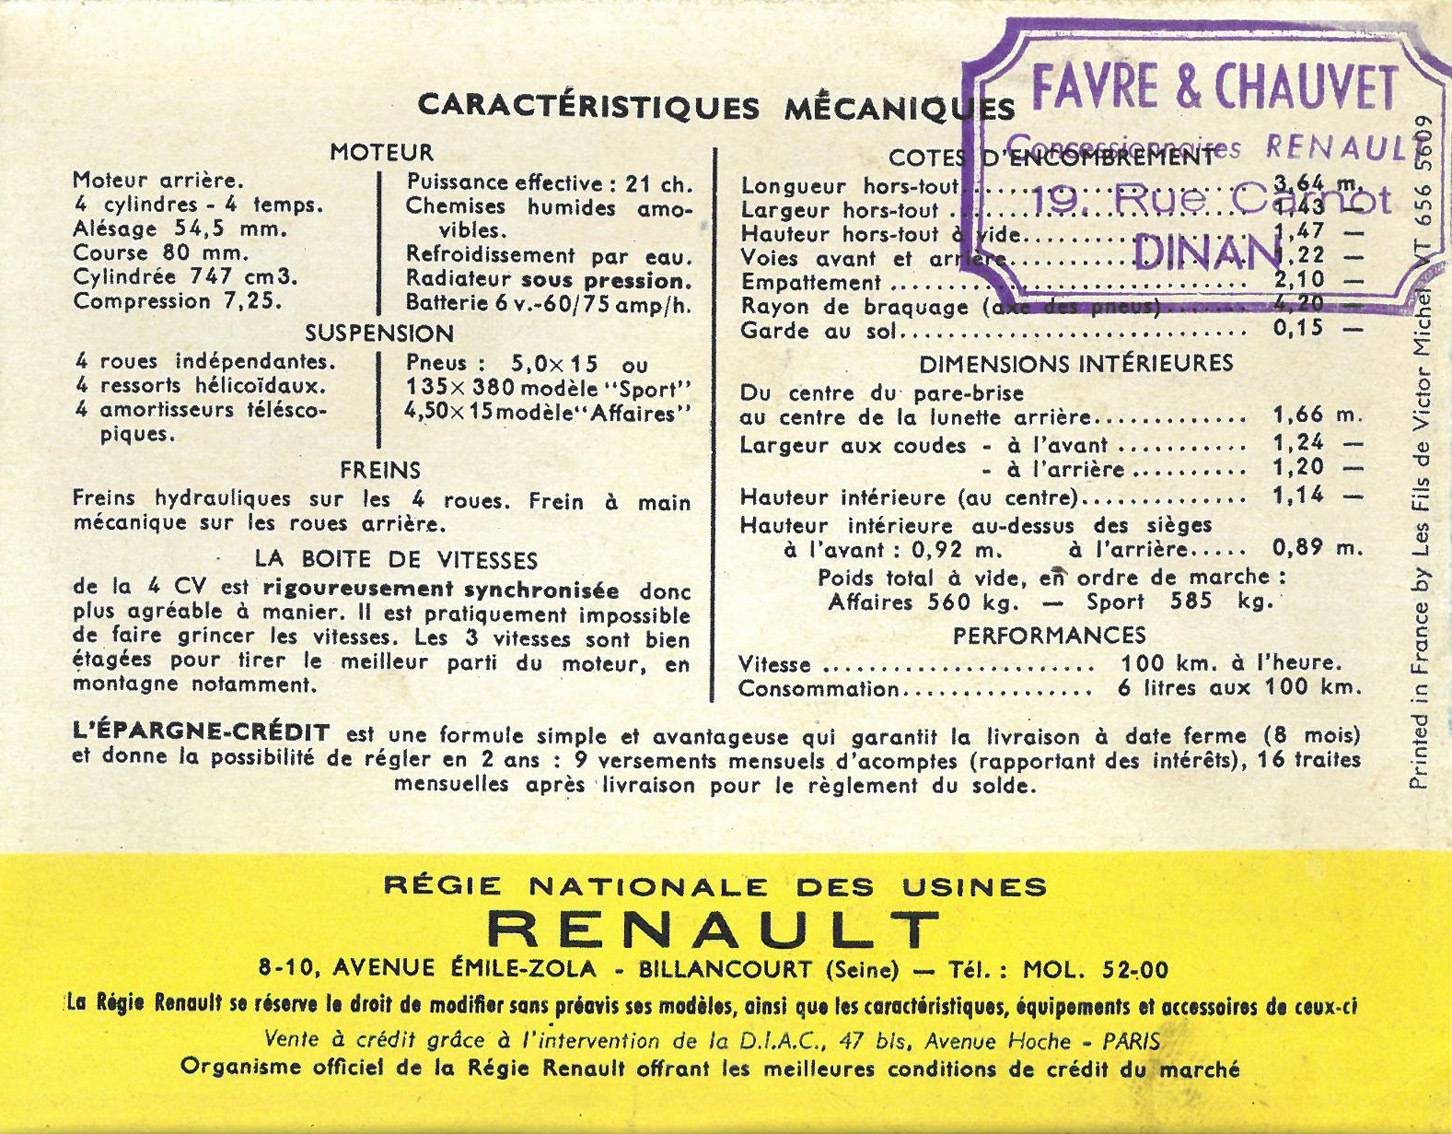 CARACTÉRISTIQUES MÉCANIQUES
MOTEUR
Moteur arrière.
4 cylindres - 4 temps.
Alésage 54,5 mm.
Course 80 mm.
Cylindrée 747 cm3.
Compression 7,25.
Puissance effective : 21 ch.
Chemises humides amo-
vibles.
Refroidissement par eau.
Radiateur sous pression.
Batterie 6 v.-60/75 amp/h.
SUSPENSION
4 roues indépendantes.
4 ressorts hélicoïdaux.
4 amortisseurs télésco-
piques.
Pneus : 5,0×15 ou
135×380 modèle "Sport"
4,50×15 modèle "Affaires"
FREINS
Freins hydrauliques sur les 4 roues. Frein à main
mécanique sur les roues arrière.
LA BOITE DE VITESSES
de la 4 CV est rigoureusement synchronisée donc
plus agréable à manier. Il est pratiquement impossible
de faire grincer les vitesses. Les 3 vitesses sont bien
étagées pour tirer le meilleur parti du moteur, en
montagne notamment.
COTES D'ENCOMBREMENT
Longueur hors-tout............................ 3,64 m.
Largeur hors-tout ............................ 1,43 —
Hauteur hors-tout à vide...................... 1,47 —
Voies avant et arrière........................ 1,22 —
Empattement .................................. 2,10 —
Rayon de braquage (axe des pneus)........ 4,20 —
Garde au sol.................................. 0,15 —
DIMENSIONS INTÉRIEURES
Du centre du pare-brise
au centre de la lunette arrière............. 1,66 m.
Largeur aux coudes - à l'avant ........... 1,24 —
- à l'arrière .......... 1,20 —
Hauteur intérieure (au centre).............. 1,14 —
Hauteur intérieure au-dessus des sièges
à l'avant : 0,92 m. à l'arrière..... 0,89 m.
Poids total à vide, en ordre de marche :
Affaires 560 kg. — Sport 585 kg.
PERFORMANCES
Vitesse ....................... 100 km. à l'heure.
Consommation................ 6 litres aux 100 km.
FAVRE & CHAUVET
Concessionnaires RENAULT
19, Rue Carnot
DINAN
Printed in France by Les Fils de Victor Michel VT 656 5609
L'ÉPARGNE-CRÉDIT est une formule simple et avantageuse qui garantit la livraison à date ferme (8 mois)
et donne la possibilité de régler en 2 ans : 9 versements mensuels d'acomptes (rapportant des intérêts), 16 traites
mensuelles après livraison pour le règlement du solde.
RÉGIE NATIONALE DES USINES
RENAULT
8-10, AVENUE ÉMILE-ZOLA - BILLANCOURT (Seine) — Tél. : MOL. 52-00
La Régie Renault se réserve le droit de modifier sans préavis ses modèles, ainsi que les caractéristiques, équipements et accessoires de ceux-ci
Vente à crédit grâce à l'intervention de la D.I.A.C., 47 bis, Avenue Hoche - PARIS
Organisme officiel de la Régie Renault offrant les meilleures conditions de crédit du marché